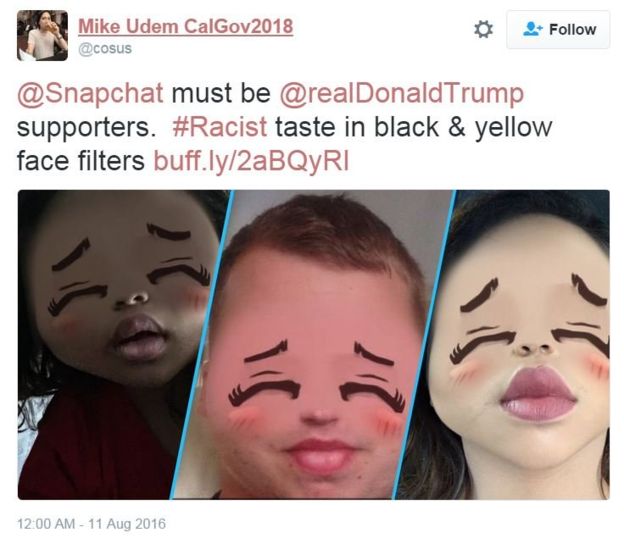 Mike Udem CalGov2018
@cosus
Follow
@Snapchat must be @realDonaldTrump
supporters. #Racist taste in black & yellow
face filters buff.ly/2aBQyRl
12:00 AM - 11 Aug 2016